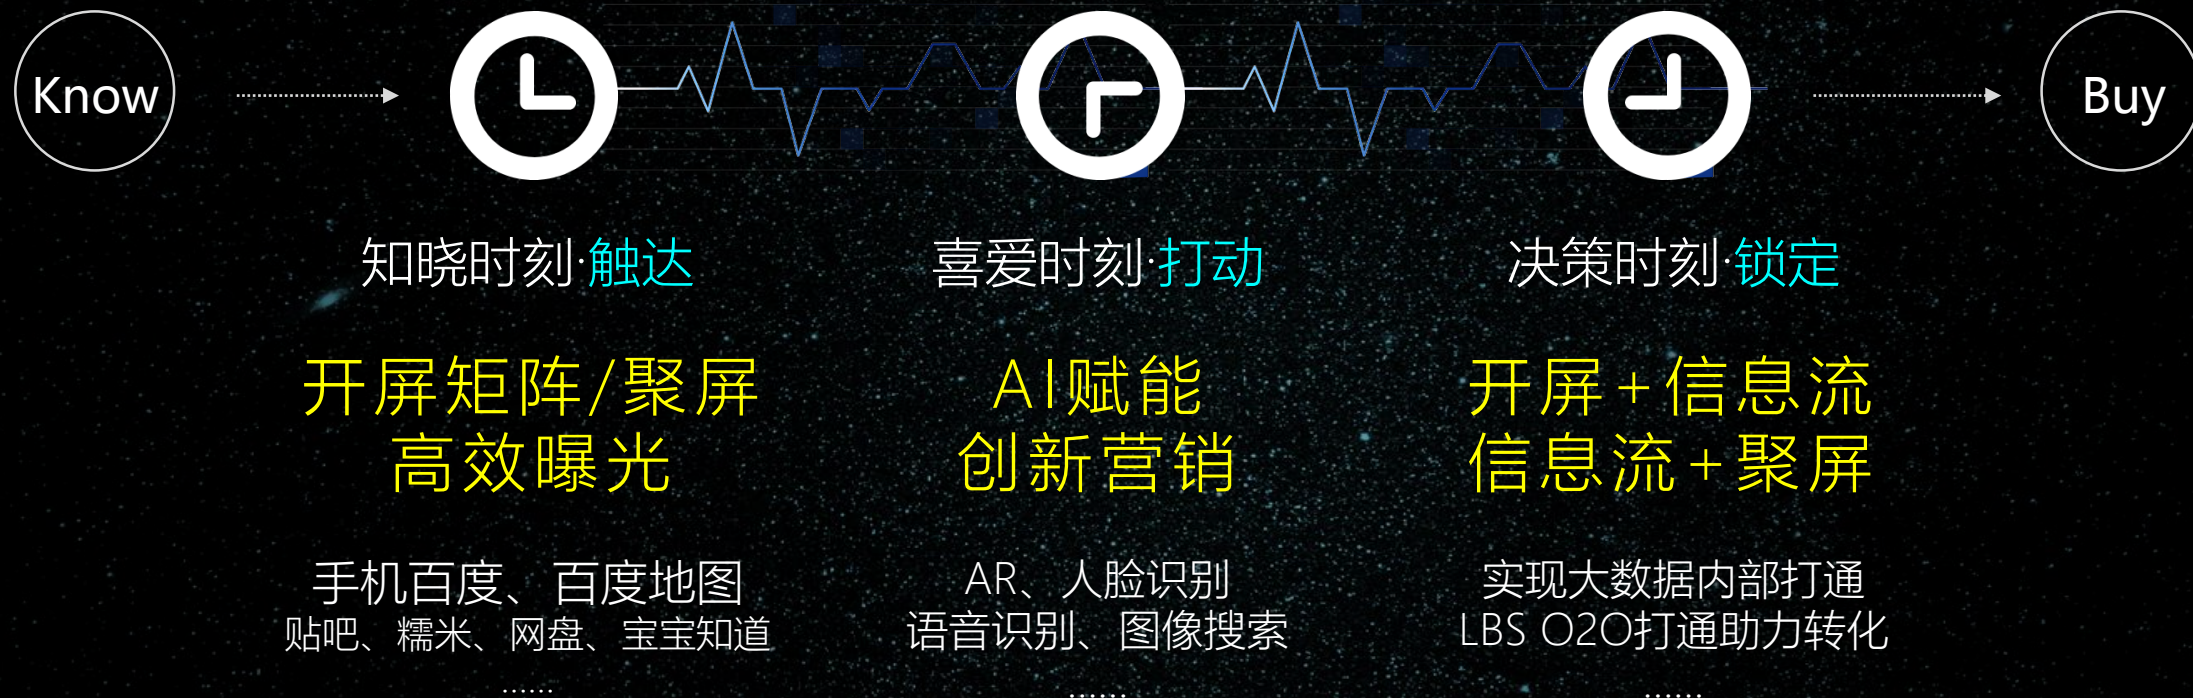 Know
Buy
知晓时刻·触达
喜爱时刻·打动
决策时刻·锁定
开屏矩阵/聚屏
高效曝光
AI赋能
创新营销
开屏+信息流
信息流+聚屏
手机百度、百度地图
贴吧、糯米、网盘、宝宝知道
......
AR、人脸识别
语音识别、图像搜索
......
实现大数据内部打通
LBS O2O打通助力转化
......